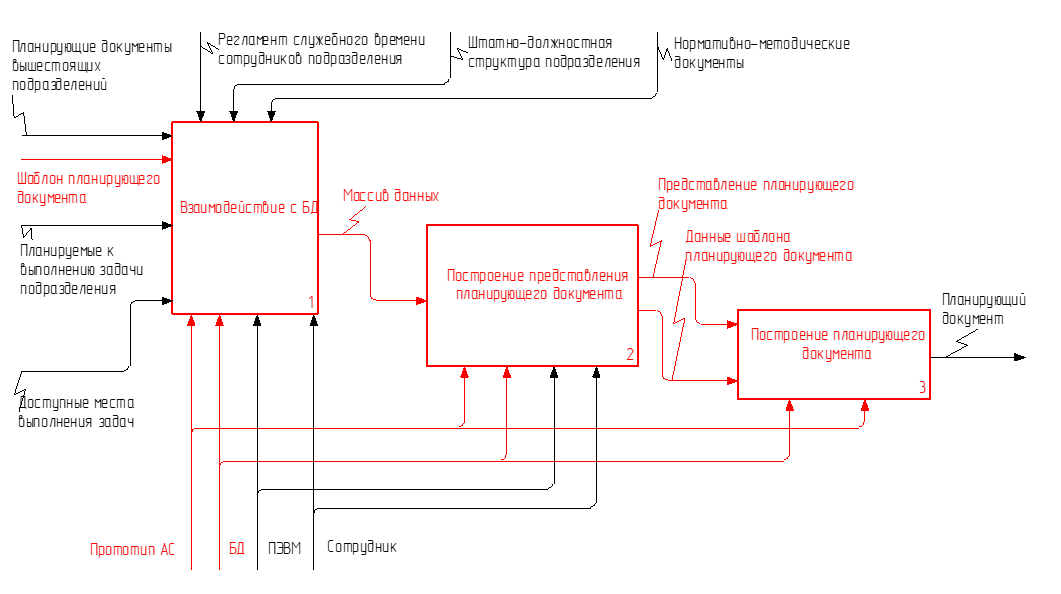 Планирующие документы
вышестоящих
подразделений
Регламент служебного времени
сотрудников подразделения
Штатно-должностная
структура подразделения
Нормативно-методические
документы
Шаблон планирующего
документа
Взаимодействие с БД
1
Массив данных
Планируемые к
выполнению задачи
подразделения
Доступные места
выполнения задач
Построение представления
планирующего документа
2
Представление планирующего
документа
Данные шаблона
планирующего документа
Построение планирующего
документа
3
Планирующий
документ
Прототип АС
БД
ПЭВМ
Сотрудник